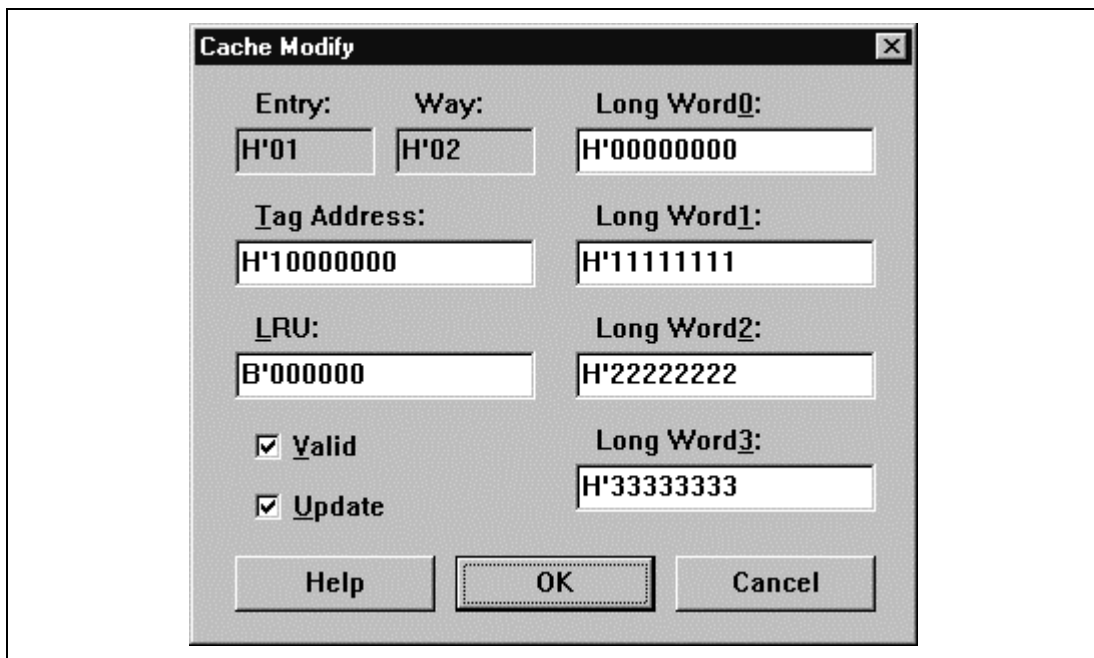 Cache Modify
Entry: Way: Long Word0:
H'01 H'02 H'00000000
Tag Address: Long Word1:
H'10000000 H'11111111
LRU: Long Word2:
B'000000 H'22222222
Valid Long Word3:
H'33333333
Update
Help OK Cancel